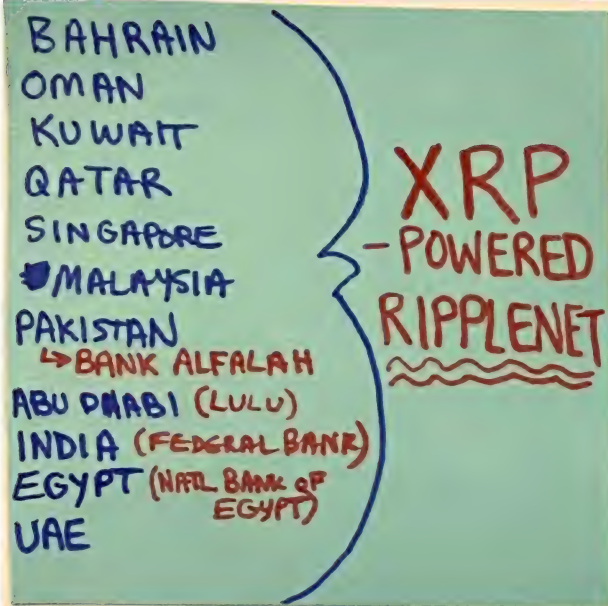 BAHRAIN
OMAN
KUWAIT
QATAR
SINGAPORE
MALAYSIA
PAKISTAN
↳ BANK ALFALAH
ABU DHABI (LULU)
INDIA (FEDERAL BANK)
EGYPT (NATL BANK OF
EGYPT)
UAE
XRP
-POWERED
RIPPLENET